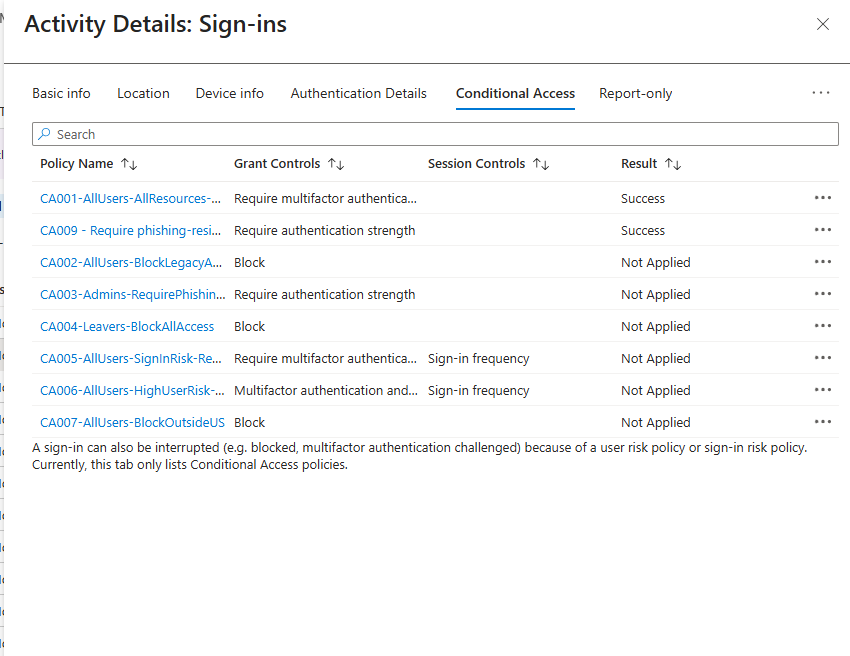 Activity Details: Sign-ins
Basic info Location Device info Authentication Details Conditional Access Report-only ...
Search
Policy Name ↑↓ Grant Controls ↑↓ Session Controls ↑↓ Result ↑↓
CA001-AllUsers-AllResources-... Require multifactor authentica... Success ...
CA009 - Require phishing-resi... Require authentication strength Success ...
CA002-AllUsers-BlockLegacyA... Block Not Applied ...
CA003-Admins-RequirePhishin... Require authentication strength Not Applied ...
CA004-Leavers-BlockAllAccess Block Not Applied ...
CA005-AllUsers-SignInRisk-Re... Require multifactor authentica... Sign-in frequency Not Applied ...
CA006-AllUsers-HighUserRisk-... Multifactor authentication and... Sign-in frequency Not Applied ...
CA007-AllUsers-BlockOutsideUS Block Not Applied ...
A sign-in can also be interrupted (e.g. blocked, multifactor authentication challenged) because of a user risk policy or sign-in risk policy.
Currently, this tab only lists Conditional Access policies.